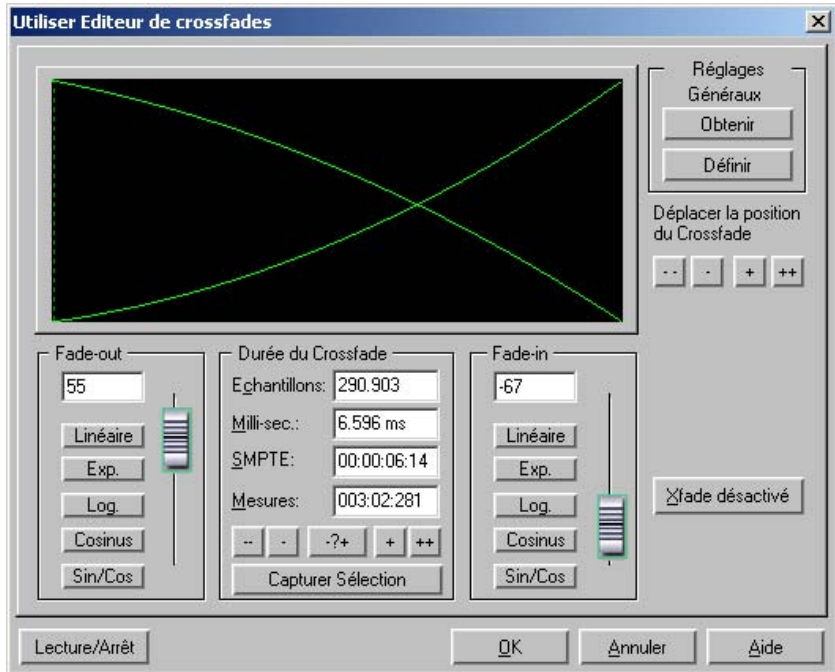 Utiliser Editeur de crossfades
Réglages
Généraux
Obtenir
Définir
Déplacer la position
du Crossfade
-- - + ++
Fade-out
55
Linéaire
Exp.
Log.
Cosinus
Sin/Cos
Durée du Crossfade
Echantillons: 290.903
Milli-sec.: 6.596 ms
SMPTE: 00:00:06:14
Mesures: 003:02:281
-- - -?+ + ++
Capturer Sélection
Fade-in
-67
Linéaire
Exp.
Log.
Cosinus
Sin/Cos
Xfade désactivé
Lecture/Arrêt
OK
Annuler
Aide